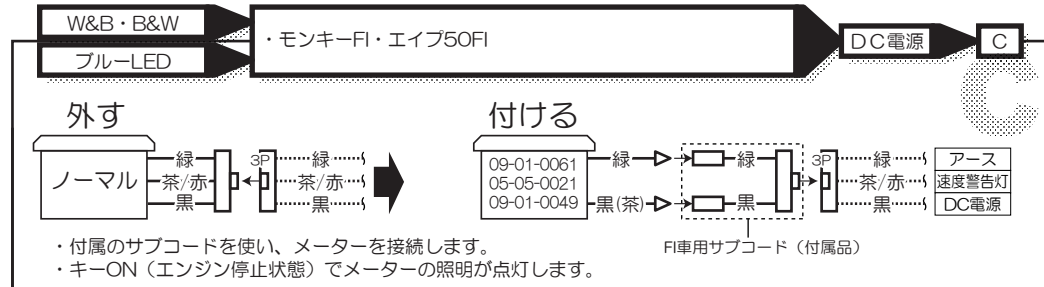 W&B・B&W
ブルーLED
・モンキーFI・エイプ50FI
DC電源
C
C
外す
ノーマル
緑
茶/赤
黒
3P
緑
茶/赤
黒
付ける
09-01-0061
05-05-0021
09-01-0049
緑
黒(茶)
緑
黒
3P
緑
茶/赤
黒
アース
速度警告灯
DC電源
FI車用サブコード（付属品）
・付属のサブコードを使い、メーターを接続します。
・キーON（エンジン停止状態）でメーターの照明が点灯します。